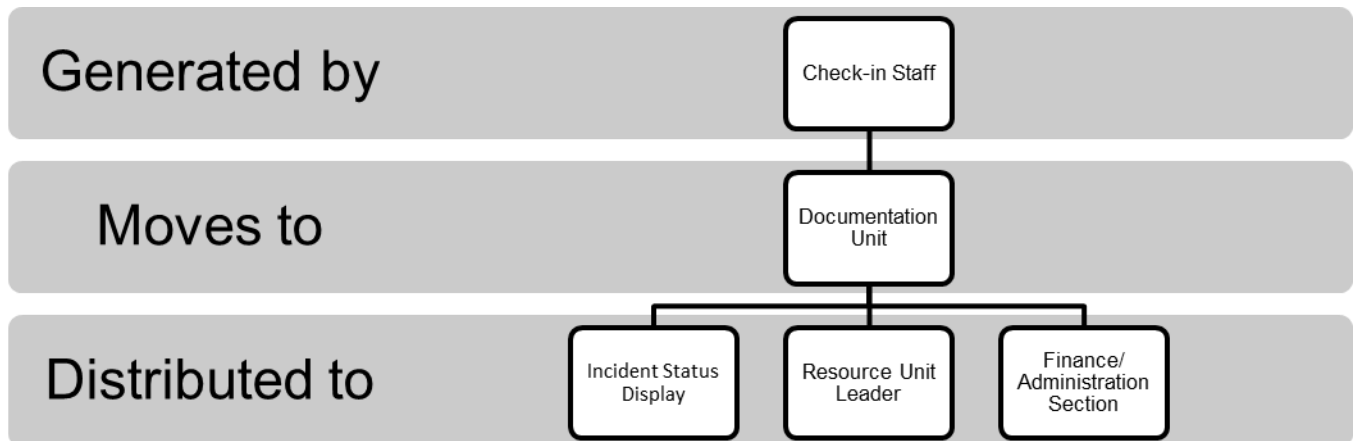 Generated by
Check-in Staff
Moves to
Documentation
Unit
Distributed to
Incident Status
Display
Resource Unit
Leader
Finance/
Administration
Section